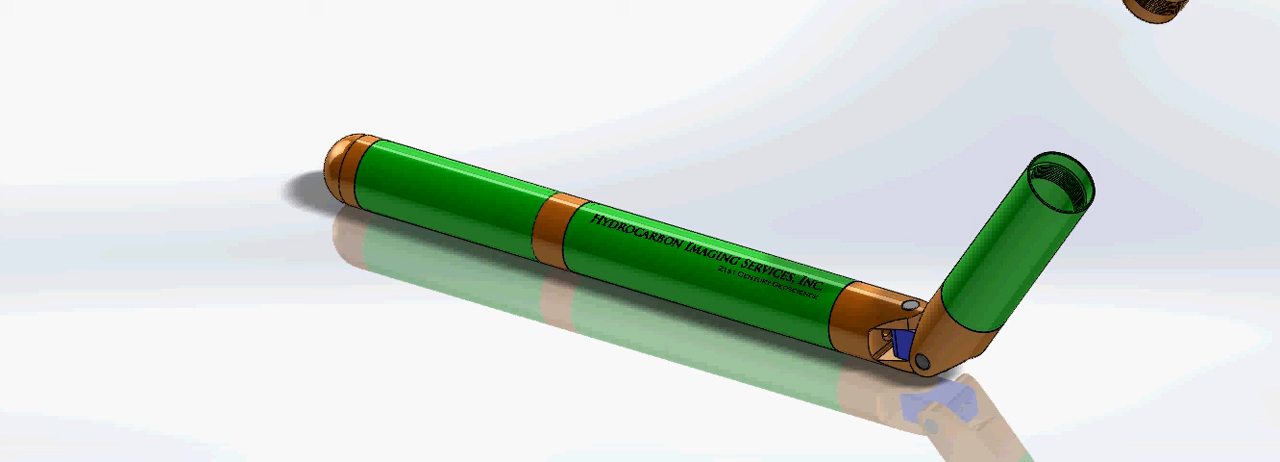 HYDROCARBON IMAGING SERVICES, INC.
21ST CENTURY GEOSCIENCE